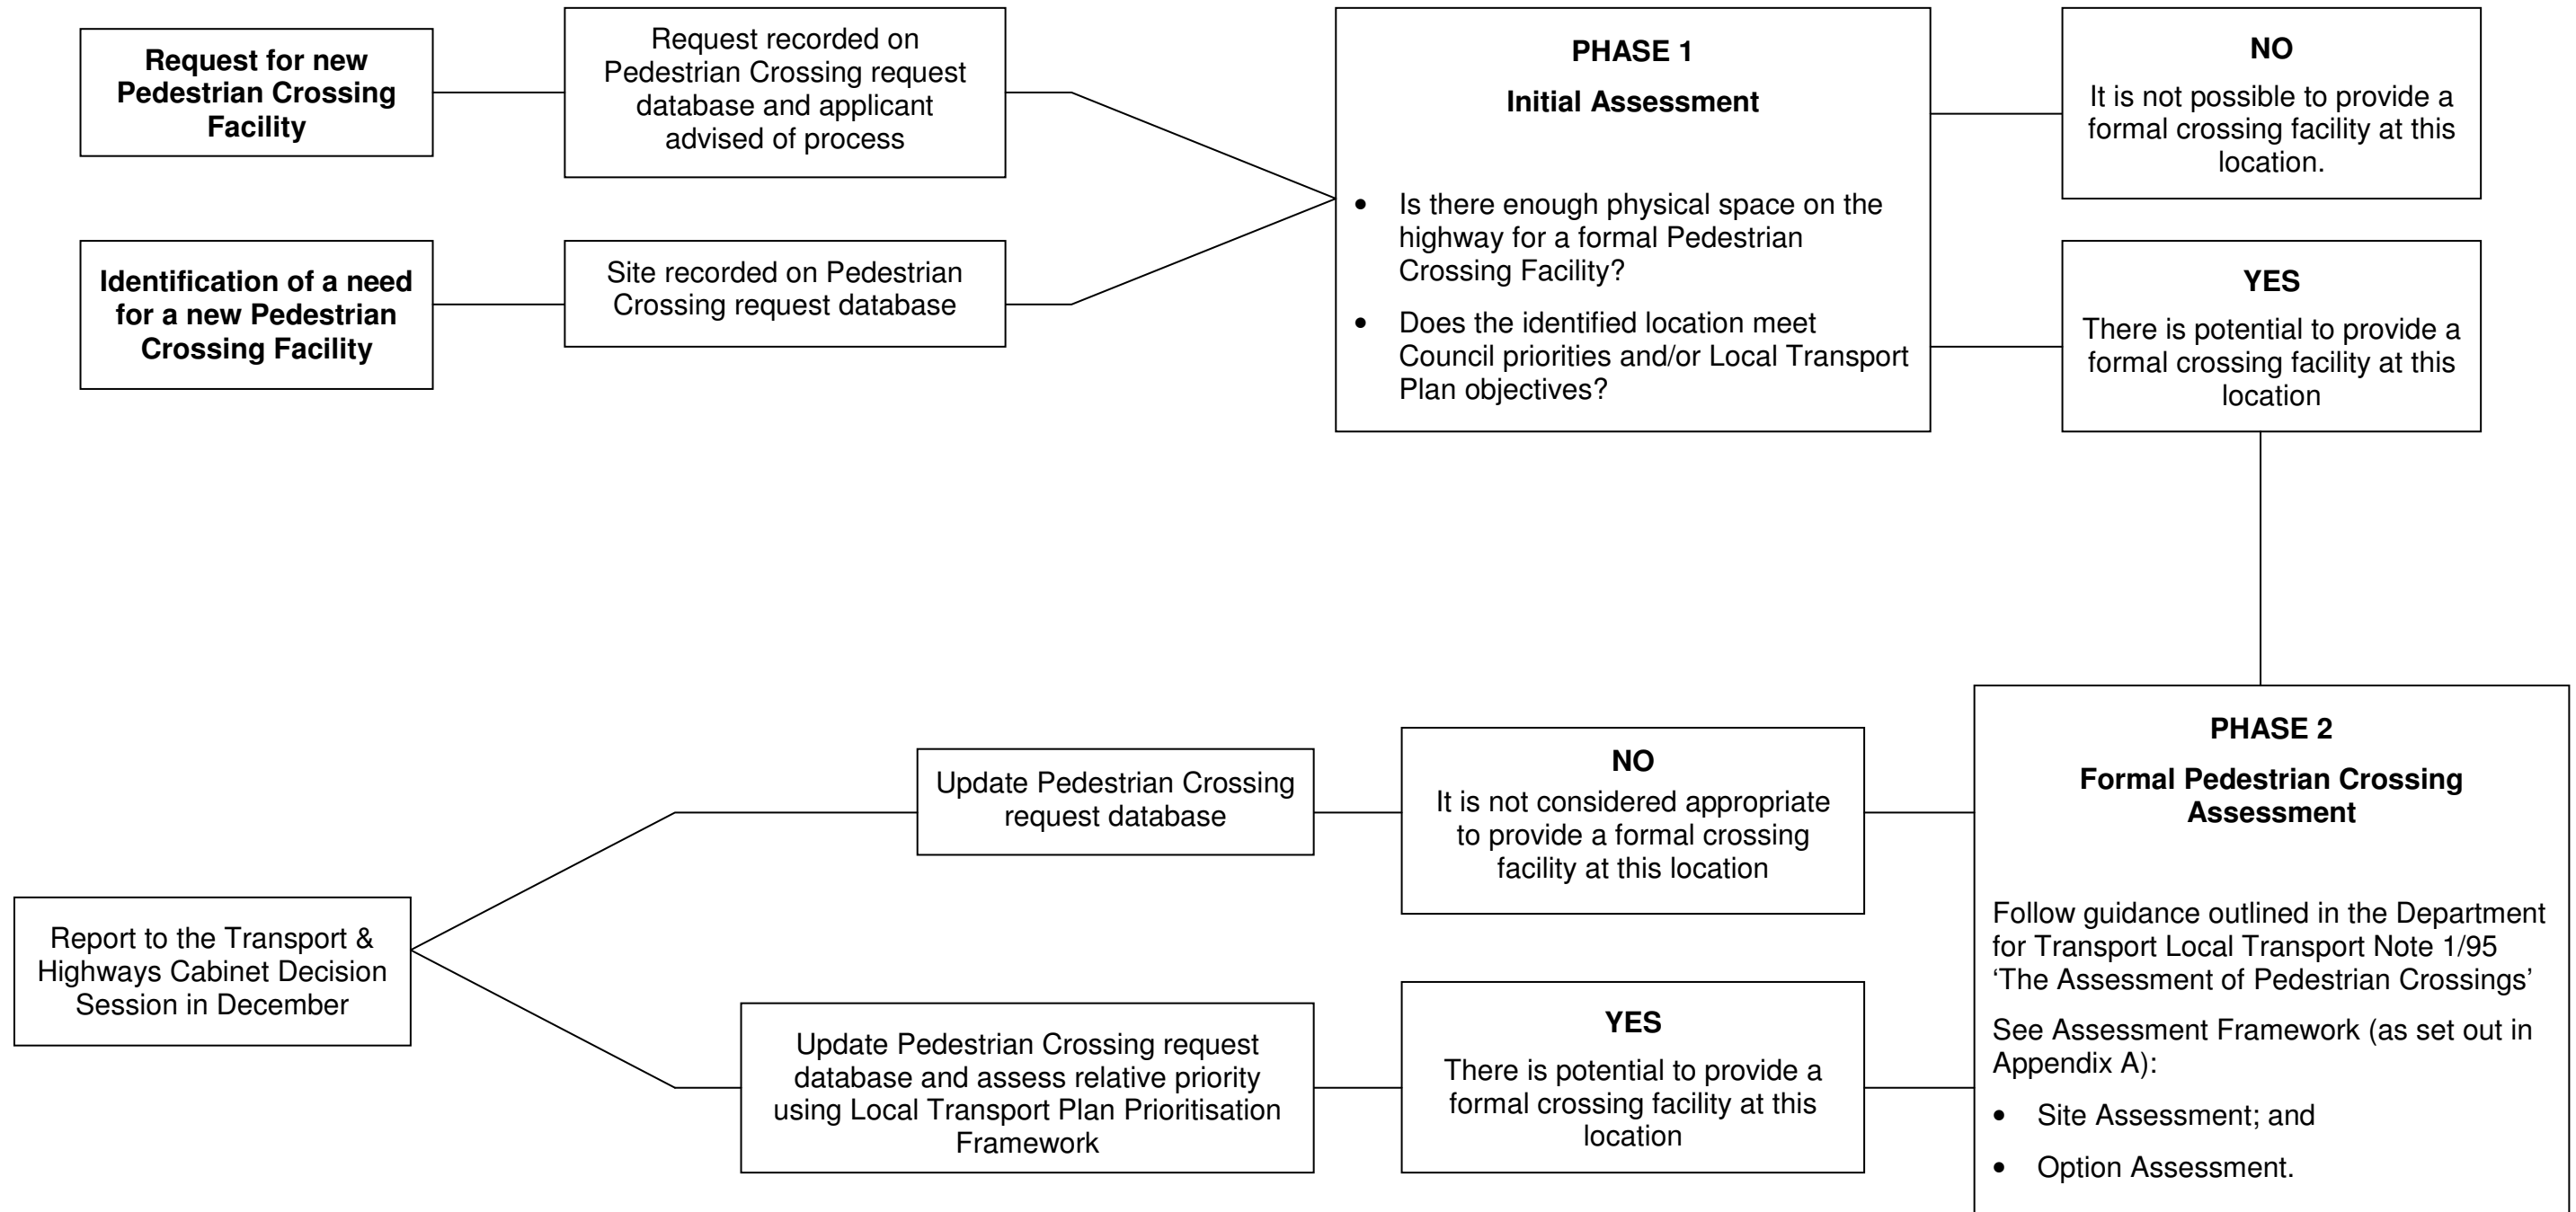 Request for new
Pedestrian Crossing
Facility
Request recorded on
Pedestrian Crossing request
database and applicant
advised of process
Identification of a need
for a new Pedestrian
Crossing Facility
Site recorded on Pedestrian
Crossing request database
PHASE 1
Initial Assessment
• Is there enough physical space on the
highway for a formal Pedestrian
Crossing Facility?
• Does the identified location meet
Council priorities and/or Local Transport
Plan objectives?
NO
It is not possible to provide a
formal crossing facility at this
location.
YES
There is potential to provide a
formal crossing facility at this
location
PHASE 2
Formal Pedestrian Crossing
Assessment
Follow guidance outlined in the Department
for Transport Local Transport Note 1/95
‘The Assessment of Pedestrian Crossings’
See Assessment Framework (as set out in
Appendix A):
• Site Assessment; and
• Option Assessment.
NO
It is not considered appropriate
to provide a formal crossing
facility at this location
Update Pedestrian Crossing
request database
YES
There is potential to provide a
formal crossing facility at this
location
Update Pedestrian Crossing request
database and assess relative priority
using Local Transport Plan Prioritisation
Framework
Report to the Transport &
Highways Cabinet Decision
Session in December